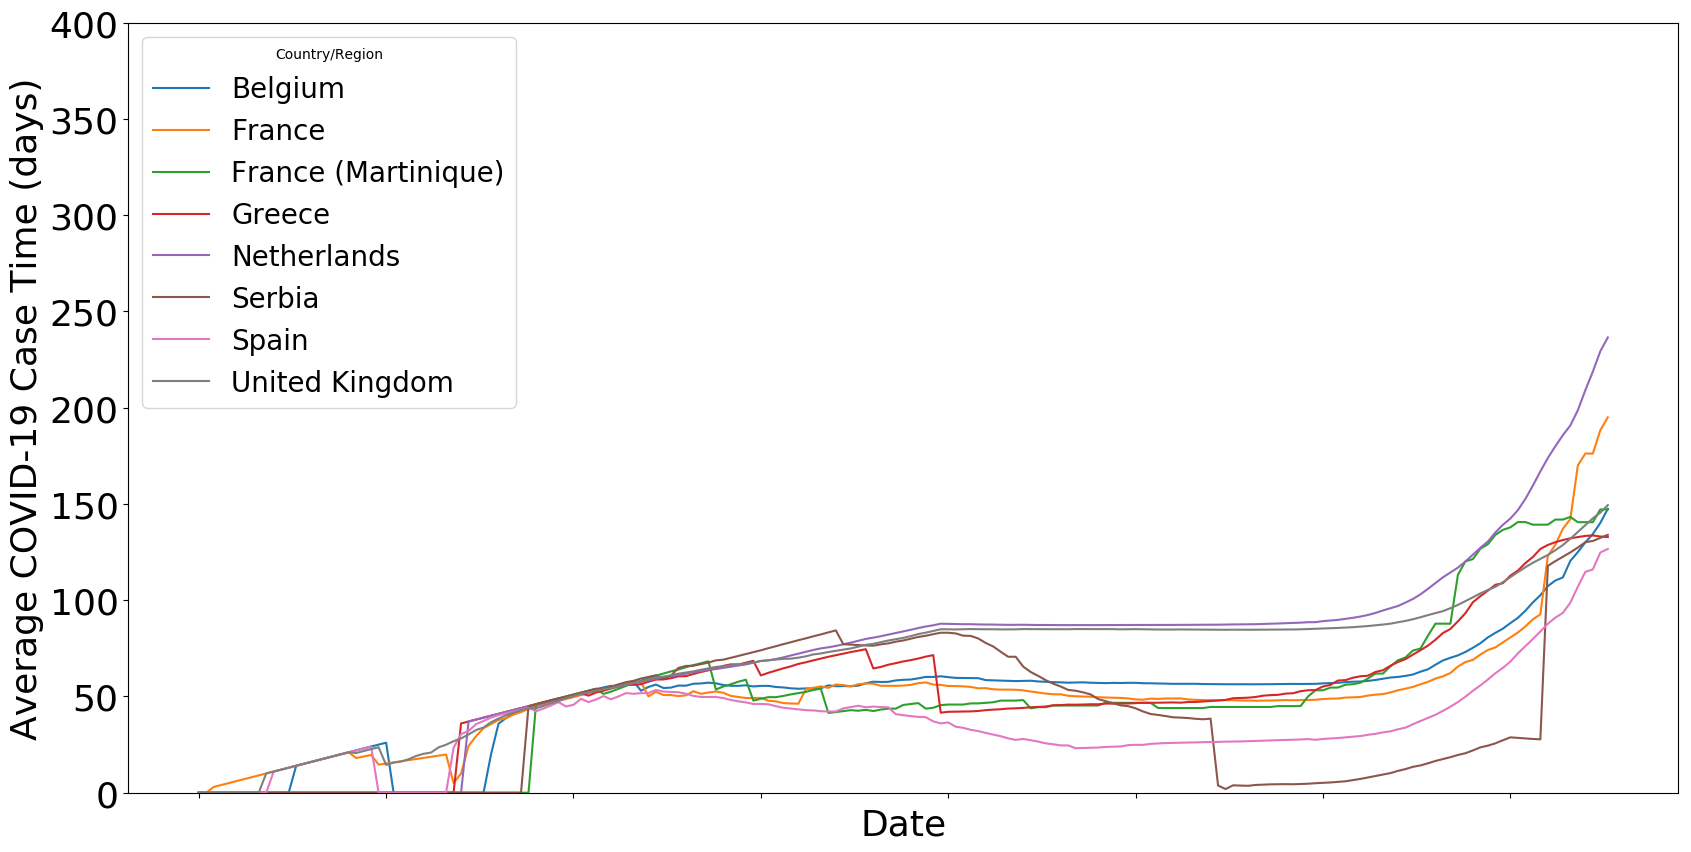 Average COVID-19 Case Time (days)
400
350
300
250
200
150
100
50
0
Country/Region
Belgium
France
France (Martinique)
Greece
Netherlands
Serbia
Spain
United Kingdom
Date